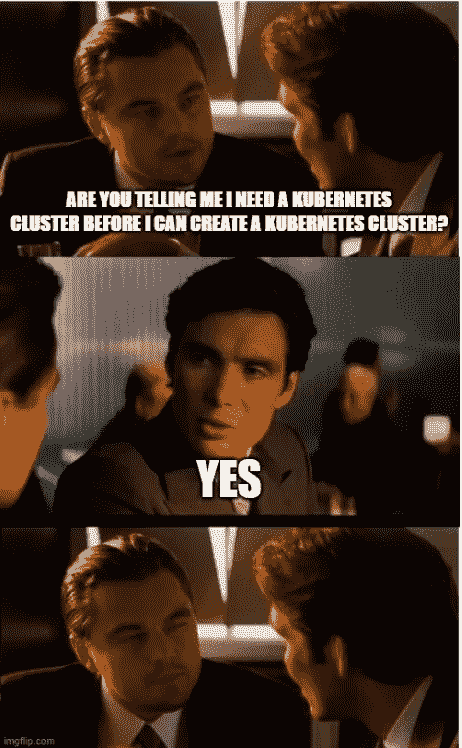 ARE YOU TELLING ME I NEED A KUBERNETES
CLUSTER BEFORE I CAN CREATE A KUBERNETES CLUSTER?
YES
imgflip.com